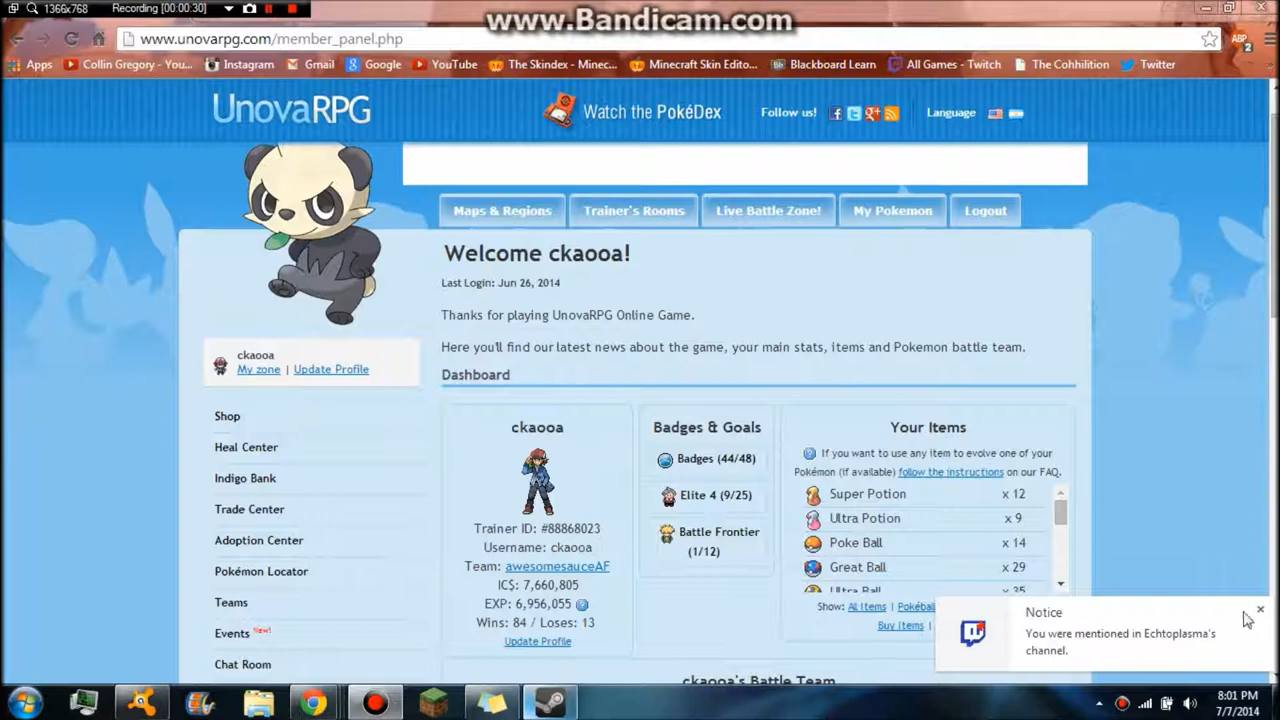 1366x768 Recording [00:00:30]
www.Bandicam.com
www.unovarpg.com/member_panel.php
ABP
2
Apps Collin Gregory - You... Instagram Gmail Google YouTube The Skindex - Minec... Minecraft Skin Edito... Blackboard Learn All Games - Twitch The Cohhilition Twitter
UnovaRPG
Watch the PokéDex
Follow us!
Language
Maps & Regions Trainer's Rooms Live Battle Zone! My Pokemon Logout
Welcome ckaooa!
Last Login: Jun 26, 2014
Thanks for playing UnovaRPG Online Game.
Here you'll find our latest news about the game, your main stats, items and Pokemon battle team.
Dashboard
ckaooa
My zone | Update Profile
Shop
Heal Center
Indigo Bank
Trade Center
Adoption Center
Pokémon Locator
Teams
Events New!
Chat Room
ckaooa
Trainer ID: #88868023
Username: ckaooa
Team: awesomesauceAF
IC$: 7,660,805
EXP: 6,956,055
Wins: 84 / Loses: 13
Update Profile
Badges & Goals
Badges (44/48)
Elite 4 (9/25)
Battle Frontier
(1/12)
Your Items
If you want to use any item to evolve one of your
Pokémon (if available) follow the instructions on our FAQ.
Super Potion x 12
Ultra Potion x 9
Poke Ball x 14
Great Ball x 29
Ultra Ball x 35
Show: All Items | Pokéball
Buy Items |
ckaooa's Battle Team
Notice
You were mentioned in Echtoplasma's
channel.
8:01 PM
7/7/2014